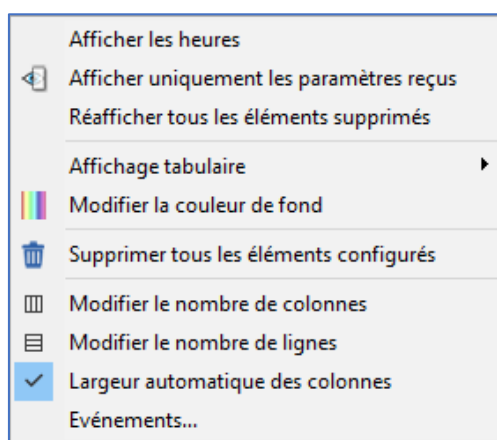 Afficher les heures
Afficher uniquement les paramètres reçus
Réafficher tous les éléments supprimés
Affichage tabulaire
Modifier la couleur de fond
Supprimer tous les éléments configurés
Modifier le nombre de colonnes
Modifier le nombre de lignes
Largeur automatique des colonnes
Evénements...